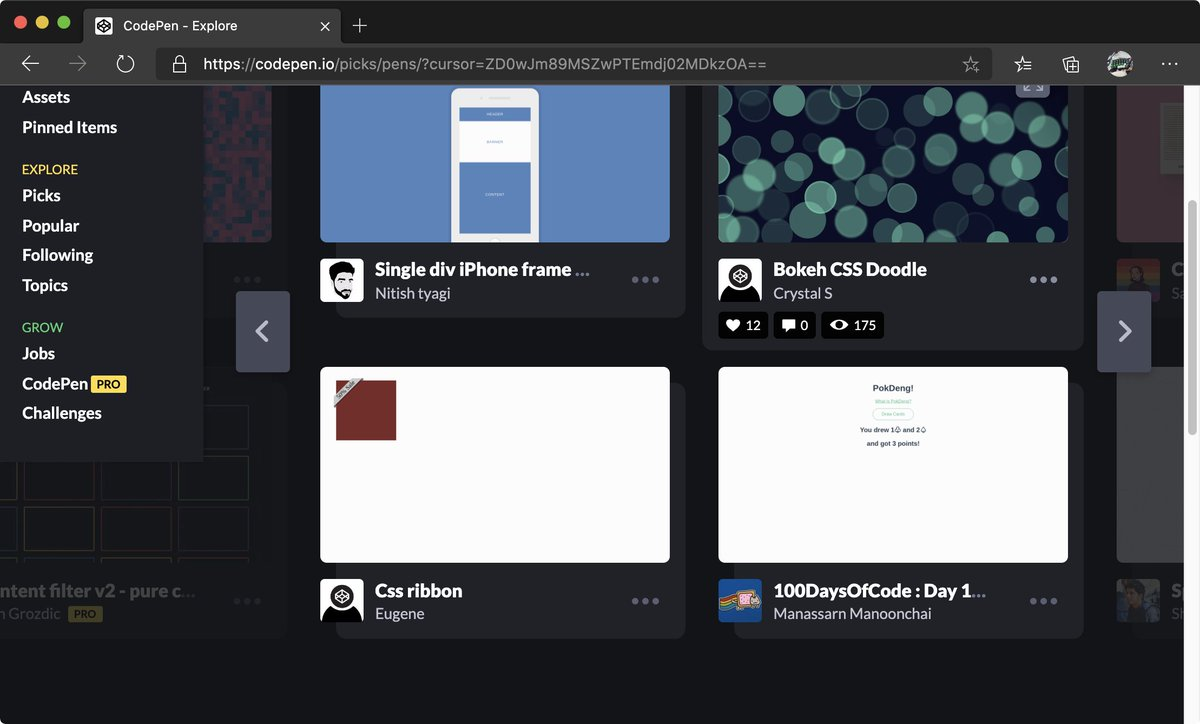 CodePen - Explore
https://codepen.io/picks/pens/?cursor=ZD0wJm89MSZwPTEmdj02MDkzOA==
Assets
Pinned Items
EXPLORE
Picks
Popular
Following
Topics
GROW
Jobs
CodePen PRO
Challenges
HEADER
BANNER
CONTENT
Single div iPhone frame ...
Nitish tyagi
Bokeh CSS Doodle
Crystal S
12
0
175
PokDeng!
What is PokDeng?
Draw Cards
You drew 1♤ and 2♤
and got 3 points!
ntent filter v2 - pure c...
n Grozdic PRO
Css ribbon
Eugene
100DaysOfCode : Day 1...
Manassarn Manoonchai